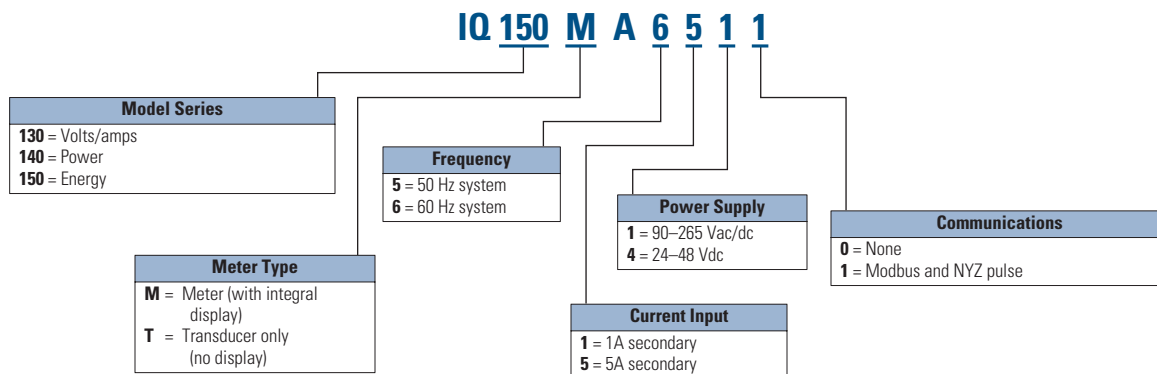 IQ 150 M A 6 5 1 1
Model Series
130 = Volts/amps
140 = Power
150 = Energy
Frequency
5 = 50 Hz system
6 = 60 Hz system
Power Supply
1 = 90–265 Vac/dc
4 = 24–48 Vdc
Communications
0 = None
1 = Modbus and NYZ pulse
Meter Type
M = Meter (with integral
display)
T = Transducer only
(no display)
Current Input
1 = 1A secondary
5 = 5A secondary